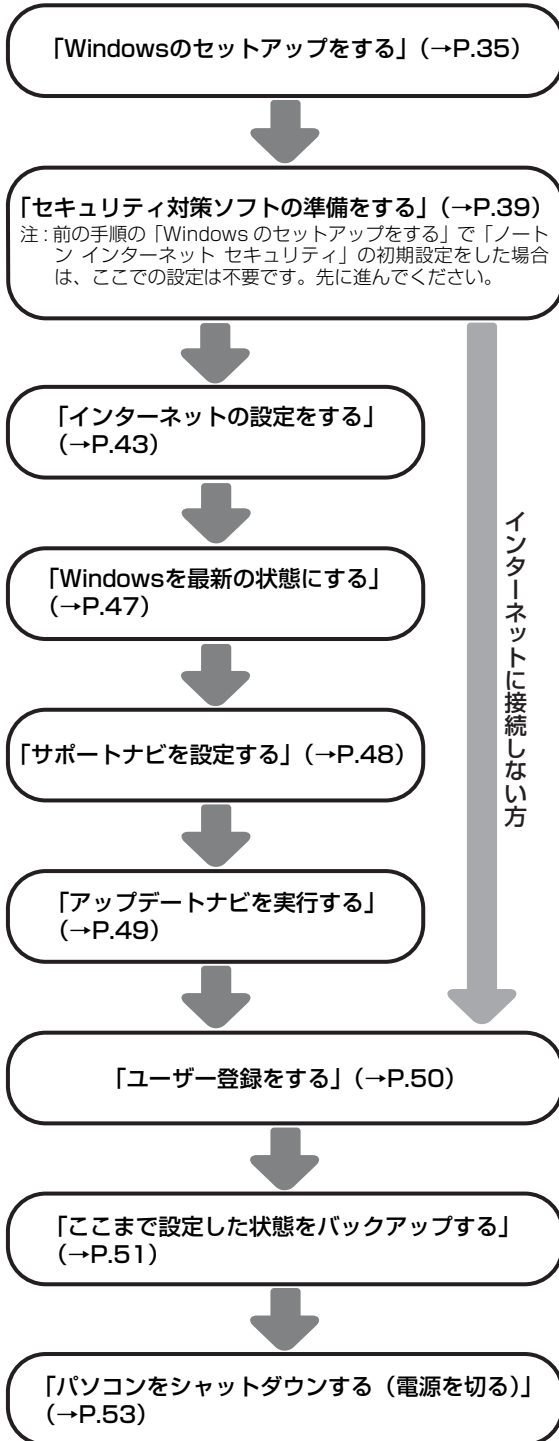 「Windowsのセットアップをする」（→P.35）
「セキュリティ対策ソフトの準備をする」（→P.39）
注：前の手順の「Windows のセットアップをする」で「ノート
ン インターネット セキュリティ」の初期設定をした場合
は、ここでの設定は不要です。先に進んでください。
「インターネットの設定をする」
（→P.43）
「Windowsを最新の状態にする」
（→P.47）
「サポートナビを設定する」（→P.48）
「アップデートナビを実行する」
（→P.49）
インターネットに接続しない方
「ユーザー登録をする」（→P.50）
「ここまで設定した状態をバックアップする」
（→P.51）
「パソコンをシャットダウンする（電源を切る）」
（→P.53）